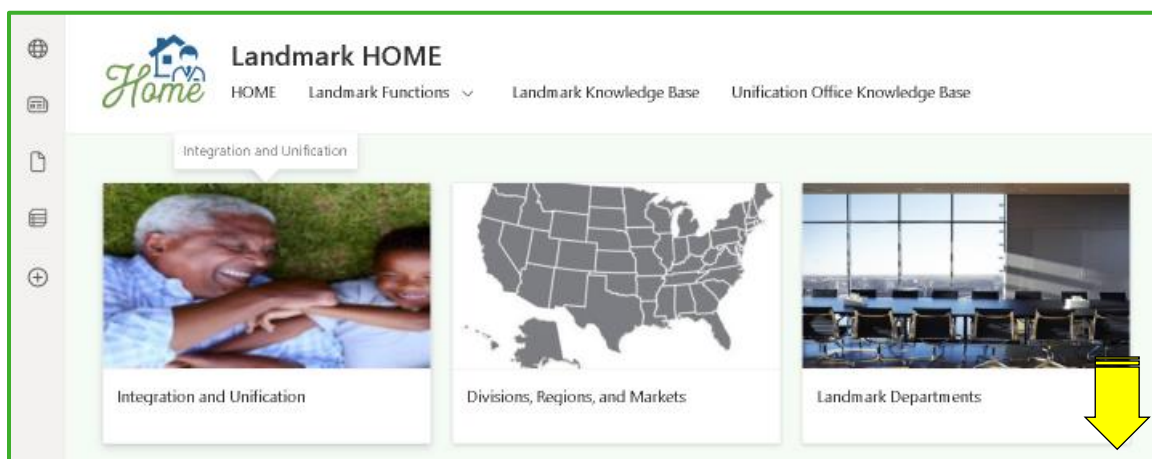 Landmark HOME
Home
HOME Landmark Functions Landmark Knowledge Base Unification Office Knowledge Base
Integration and Unification
Integration and Unification Divisions, Regions, and Markets Landmark Departments